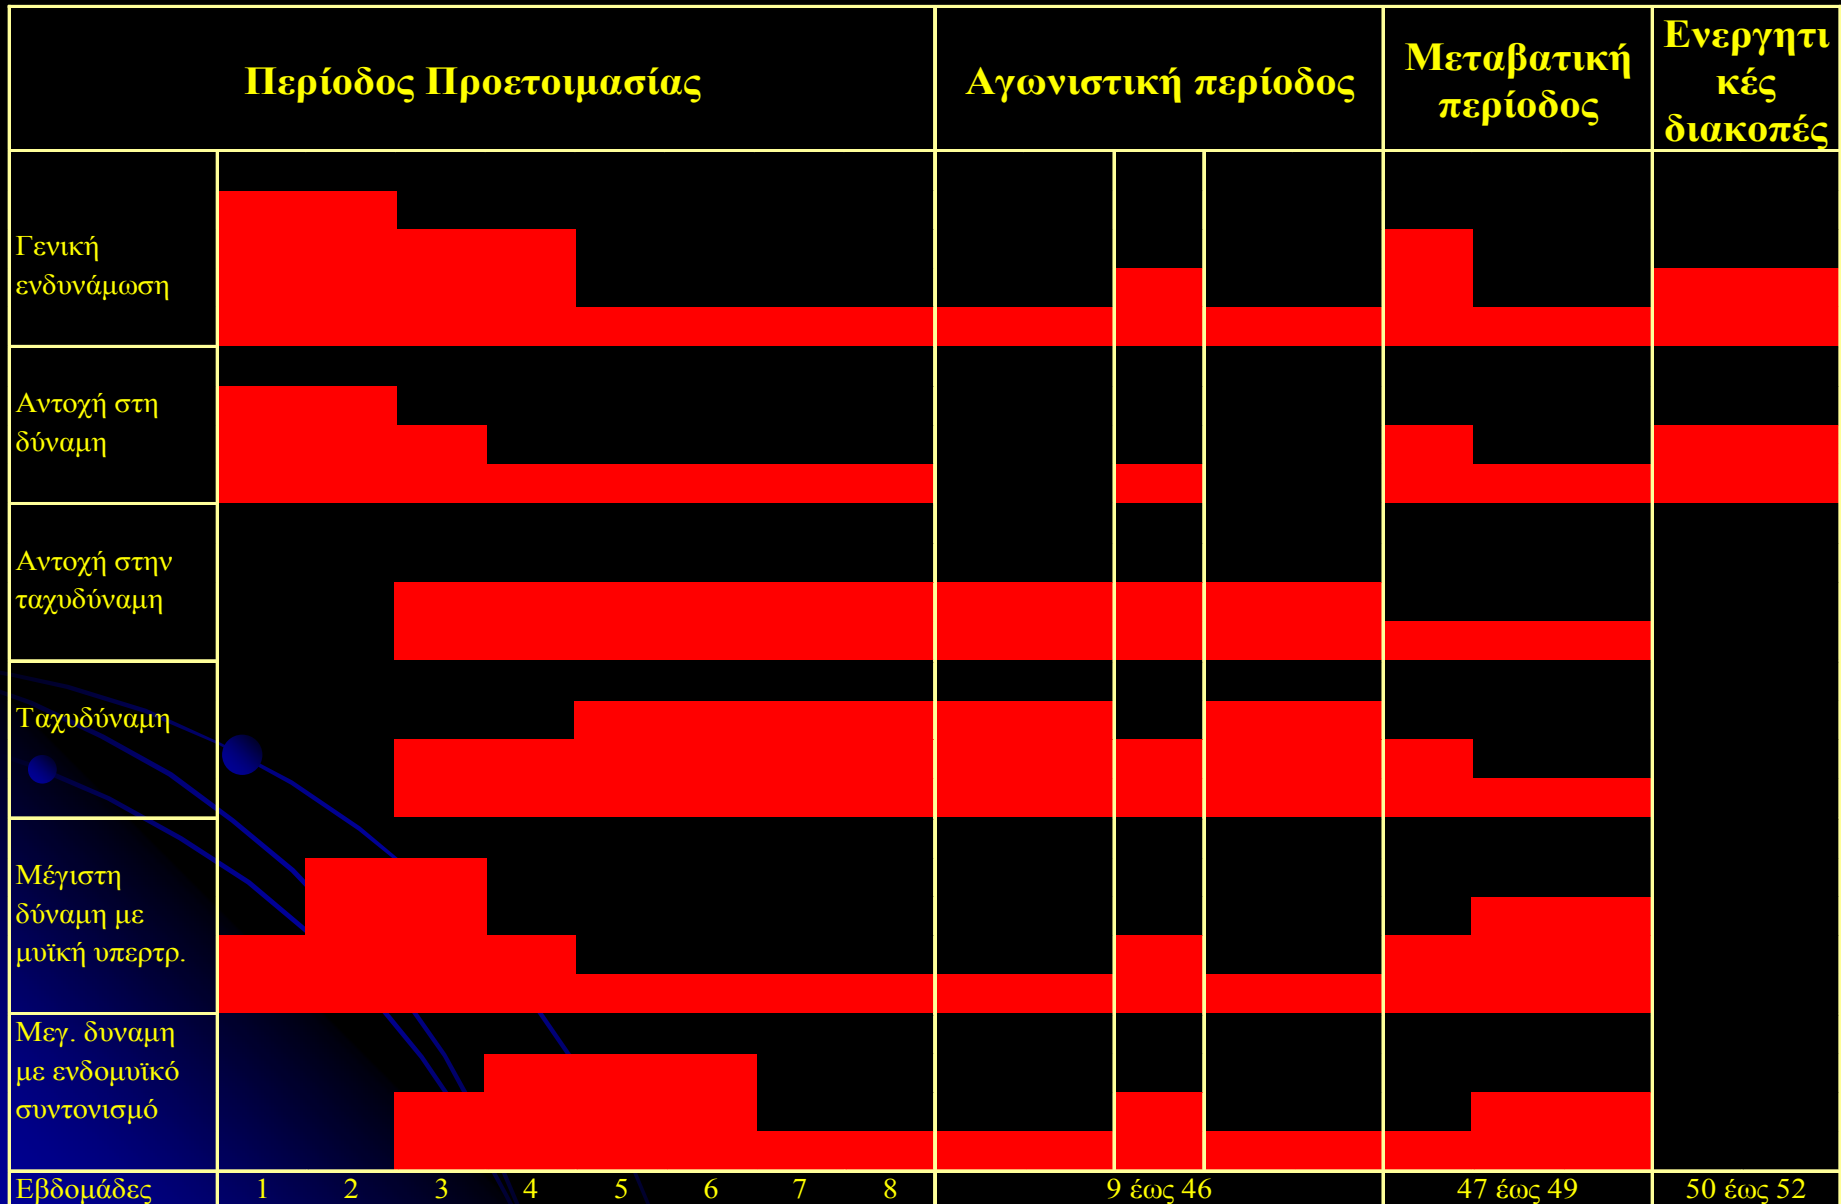 Περίοδος Προετοιμασίας
Αγωνιστική περίοδος
Μεταβατική
περίοδος
Ενεργητι
κές
διακοπές
Γενική
ενδυνάμωση
Αντοχή στη
δύναμη
Αντοχή στην
ταχυδύναμη
Ταχυδύναμη
Μέγιστη
δύναμη με
μυϊκή υπερτρ.
Μεγ. δυναμη
με ενδομυϊκό
συντονισμό
Εβδομάδες 1 2 3 4 5 6 7 8 9 έως 46 47 έως 49 50 έως 52